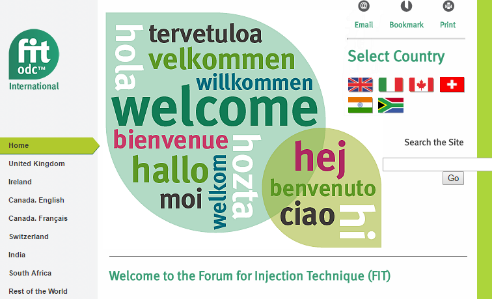 fit
odc™
International
Home
United Kingdom
Ireland
Canada. English
Canada. Français
Switzerland
India
South Africa
Rest of the World
hola
tervetuloa
velkommen
willkommen
welcome
bienvenue
hallo
moi
welkom
hozta
hej
benvenuto
ciao
hi
Email Bookmark Print
Select Country
Search the Site
Go
Welcome to the Forum for Injection Technique (FIT)